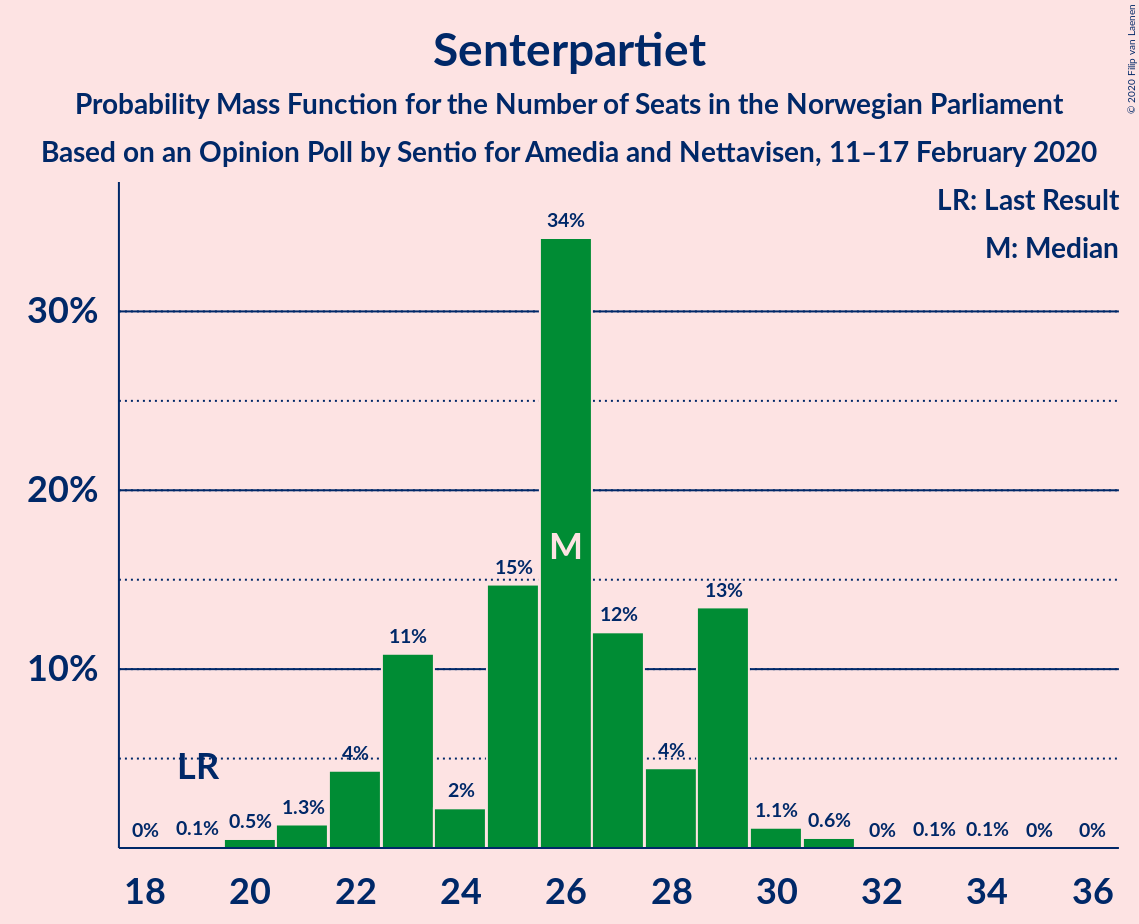 © 2020 Filip van Laenen
Senterpartiet
Probability Mass Function for the Number of Seats in the Norwegian Parliament
Based on an Opinion Poll by Sentio for Amedia and Nettavisen, 11–17 February 2020
LR: Last Result
M: Median
34%
30%
20%
M
15%
13%
12%
11%
10%
LR
4%
4%
2%
0% 0.1% 0.5% 1.3% 1.1% 0.6% 0% 0.1% 0.1% 0% 0%
18 20 22 24 26 28 30 32 34 36